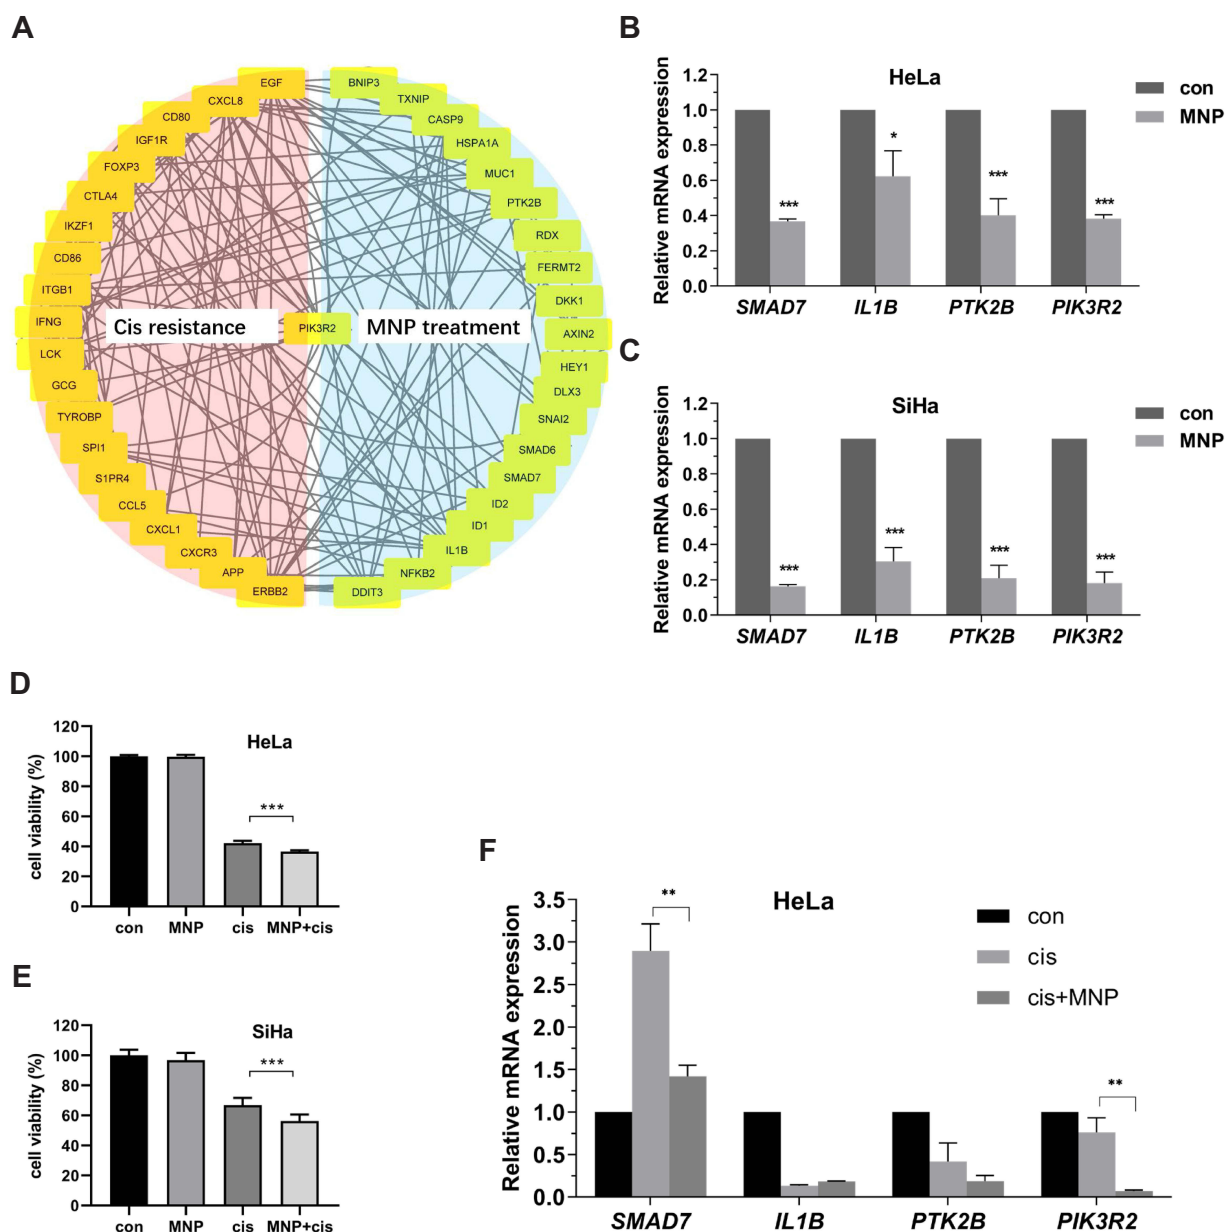 A
EGF
CXCL8
CD80
IGF1R
FOXP3
CTLA4
IKZF1
CD86
ITGB1
IFNG
LCK
GCG
TYROBP
SPI1
S1PR4
CCL5
CXCL1
CXCR3
APP
ERBB2
BNIP3
TXNIP
CASP9
HSPA1A
MUC1
PTK2B
RDX
FERMT2
DKK1
AXIN2
HEY1
DLX3
SNAI2
SMAD6
SMAD7
ID2
ID1
IL1B
NFKB2
DDIT3
Cis resistance
PIK3R2
MNP treatment
B
HeLa
con
MNP
Relative mRNA expression
1.2
1.0
0.8
0.6
0.4
0.2
0.0
***
*
***
***
SMAD7 IL1B PTK2B PIK3R2
C
SiHa
con
MNP
Relative mRNA expression
1.2
1.0
0.8
0.6
0.4
0.2
0.0
***
***
***
***
SMAD7 IL1B PTK2B PIK3R2
D
HeLa
cell viability (%)
120
100
80
60
40
20
0
***
con MNP cis MNP+cis
E
SiHa
cell viability (%)
120
100
80
60
40
20
0
***
con MNP cis MNP+cis
F
HeLa
con
cis
cis+MNP
Relative mRNA expression
3.5
3.0
2.5
2.0
1.5
1.0
0.5
0.0
**
**
SMAD7 IL1B PTK2B PIK3R2